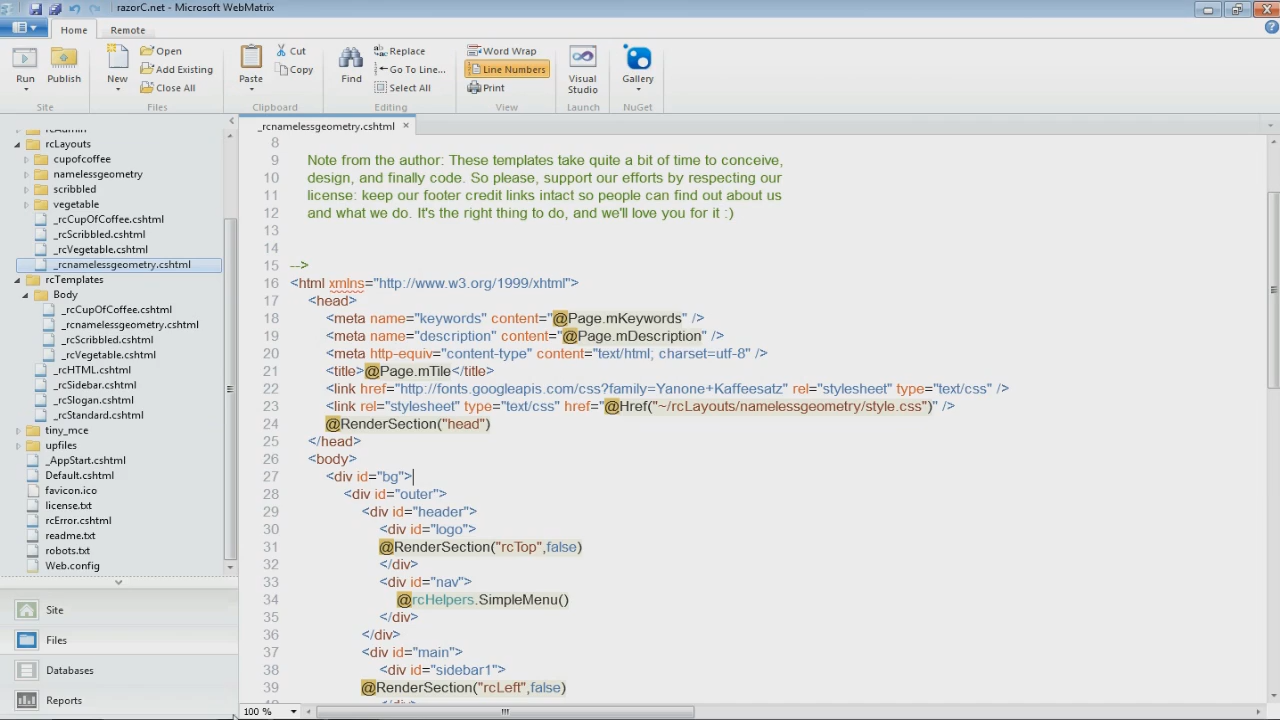 razorC.net - Microsoft WebMatrix
Home
Remote
Run
Publish
Site
New
Open
Add Existing
Close All
Files
Paste
Cut
Copy
Clipboard
Find
Replace
Go To Line...
Select All
Editing
Word Wrap
Line Numbers
Print
View
Visual
Studio
Launch
Gallery
NuGet
rcAdmin
rcLayouts
cupofcoffee
namelessgeometry
scribbled
vegetable
_rcCupOfCoffee.cshtml
_rcScribbled.cshtml
_rcVegetable.cshtml
_rcnamelessgeometry.cshtml
rcTemplates
Body
_rcCupOfCoffee.cshtml
_rcnamelessgeometry.cshtml
_rcScribbled.cshtml
_rcVegetable.cshtml
_rcHTML.cshtml
_rcSidebar.cshtml
_rcSlogan.cshtml
_rcStandard.cshtml
tiny_mce
upfiles
_AppStart.cshtml
Default.cshtml
favicon.ico
license.txt
rcError.cshtml
readme.txt
robots.txt
Web.config
Site
Files
Databases
Reports
_rcnamelessgeometry.cshtml ×
8
9 Note from the author: These templates take quite a bit of time to conceive,
10 design, and finally code. So please, support our efforts by respecting our
11 license: keep our footer credit links intact so people can find out about us
12 and what we do. It's the right thing to do, and we'll love you for it :)
13
14
15 -->
16 <html xmlns="http://www.w3.org/1999/xhtml">
17 <head>
18 <meta name="keywords" content="@Page.mKeywords" />
19 <meta name="description" content="@Page.mDescription" />
20 <meta http-equiv="content-type" content="text/html; charset=utf-8" />
21 <title>@Page.mTile</title>
22 <link href="http://fonts.googleapis.com/css?family=Yanone+Kaffeesatz" rel="stylesheet" type="text/css" />
23 <link rel="stylesheet" type="text/css" href="@Href("~/rcLayouts/namelessgeometry/style.css")" />
24 @RenderSection("head")
25 </head>
26 <body>
27 <div id="bg">
28 <div id="outer">
29 <div id="header">
30 <div id="logo">
31 @RenderSection("rcTop",false)
32 </div>
33 <div id="nav">
34 @rcHelpers.SimpleMenu()
35 </div>
36 </div>
37 <div id="main">
38 <div id="sidebar1">
39 @RenderSection("rcLeft",false)
100 %